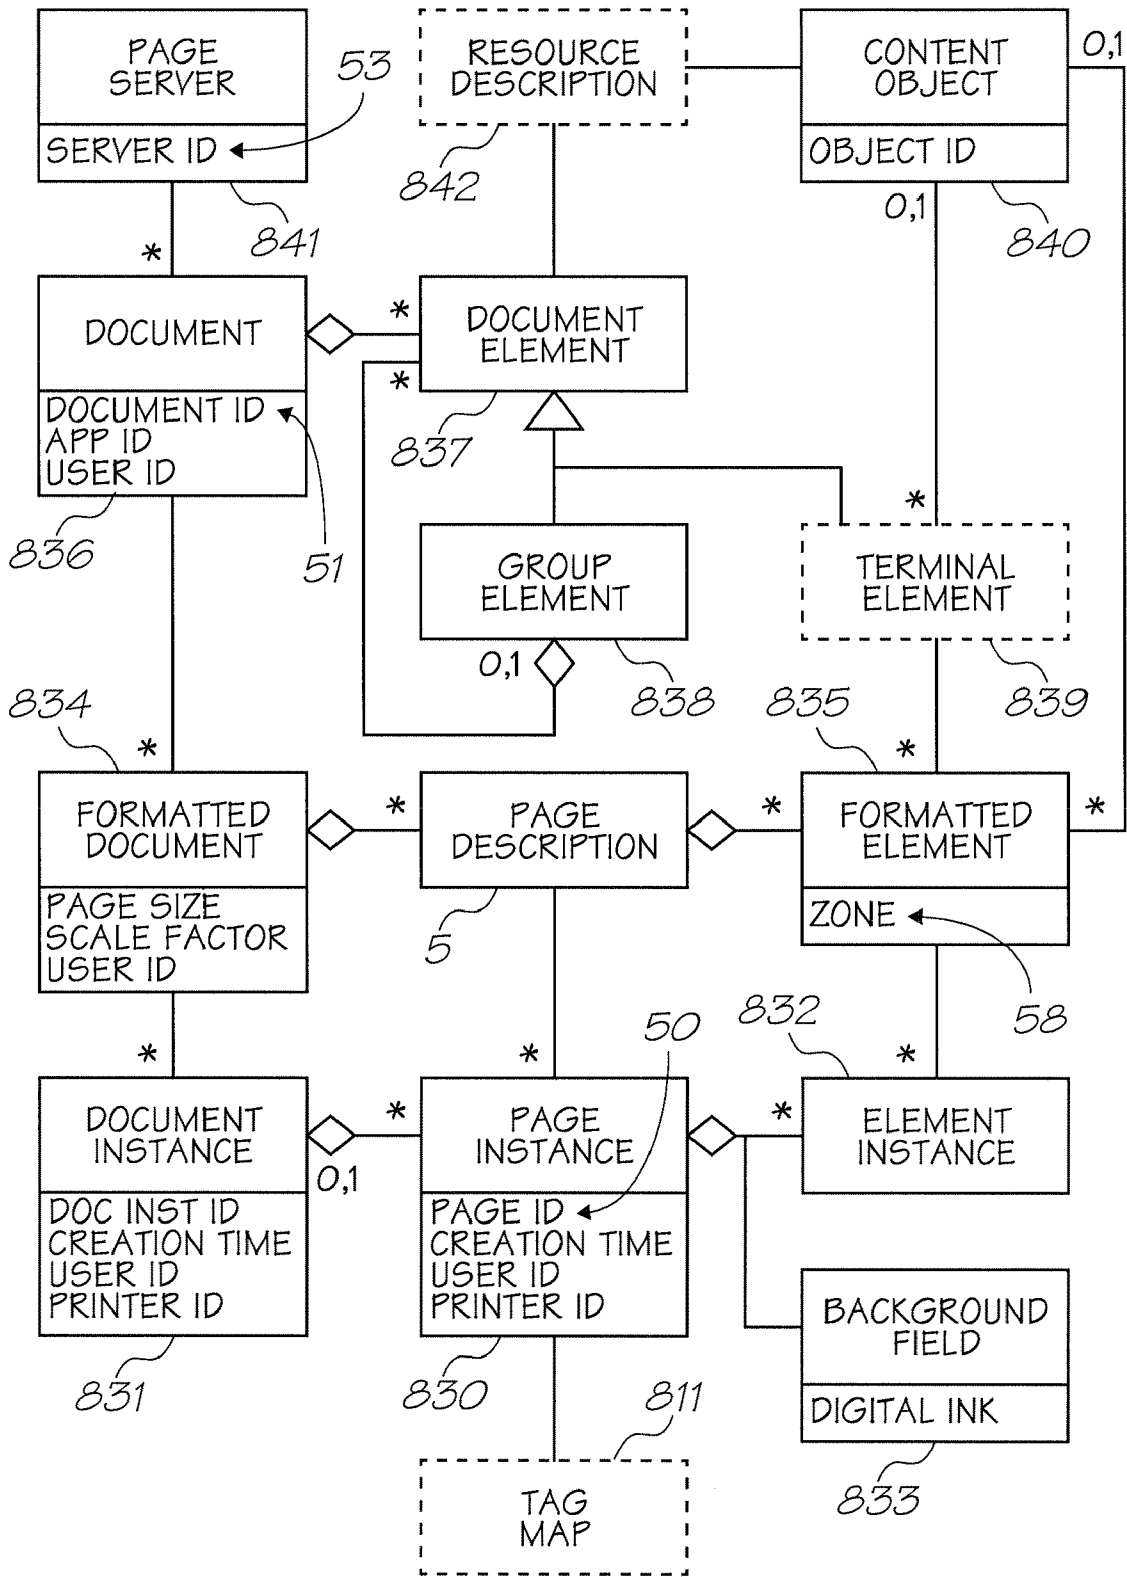 PAGE
SERVER
SERVER ID
53
841
RESOURCE
DESCRIPTION
842
CONTENT
OBJECT
OBJECT ID
0,1
0,1
840
*
DOCUMENT
DOCUMENT ID
APP ID
USER ID
836
51
*
*
DOCUMENT
ELEMENT
837
GROUP
ELEMENT
0,1
838
*
TERMINAL
ELEMENT
839
834
*
FORMATTED
DOCUMENT
PAGE SIZE
SCALE FACTOR
USER ID
*
PAGE
DESCRIPTION
5
835
*
*
*
FORMATTED
ELEMENT
ZONE
58
*
DOCUMENT
INSTANCE
0,1
DOC INST ID
CREATION TIME
USER ID
PRINTER ID
831
50
*
*
PAGE
INSTANCE
PAGE ID
CREATION TIME
USER ID
PRINTER ID
830
832
*
*
ELEMENT
INSTANCE
BACKGROUND
FIELD
DIGITAL INK
833
811
TAG
MAP